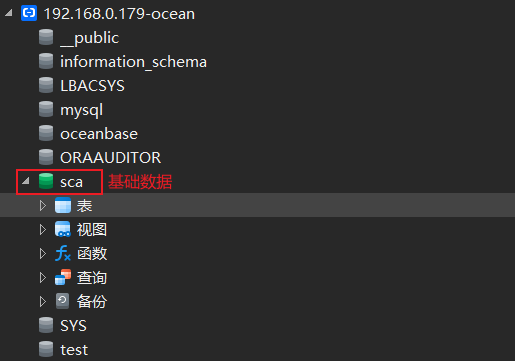 192.168.0.179-ocean
__public
information_schema
LBACSYS
mysql
oceanbase
ORAAUDITOR
sca 基础数据
表
视图
函数
查询
备份
SYS
test